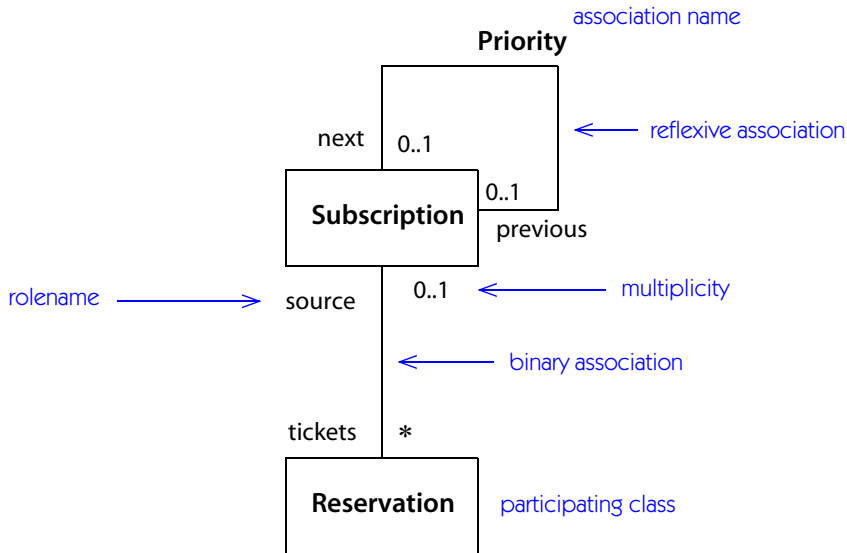 association name
Priority
next 0..1
reflexive association
0..1
Subscription
previous
rolename
source 0..1
multiplicity
binary association
tickets *
Reservation
participating class